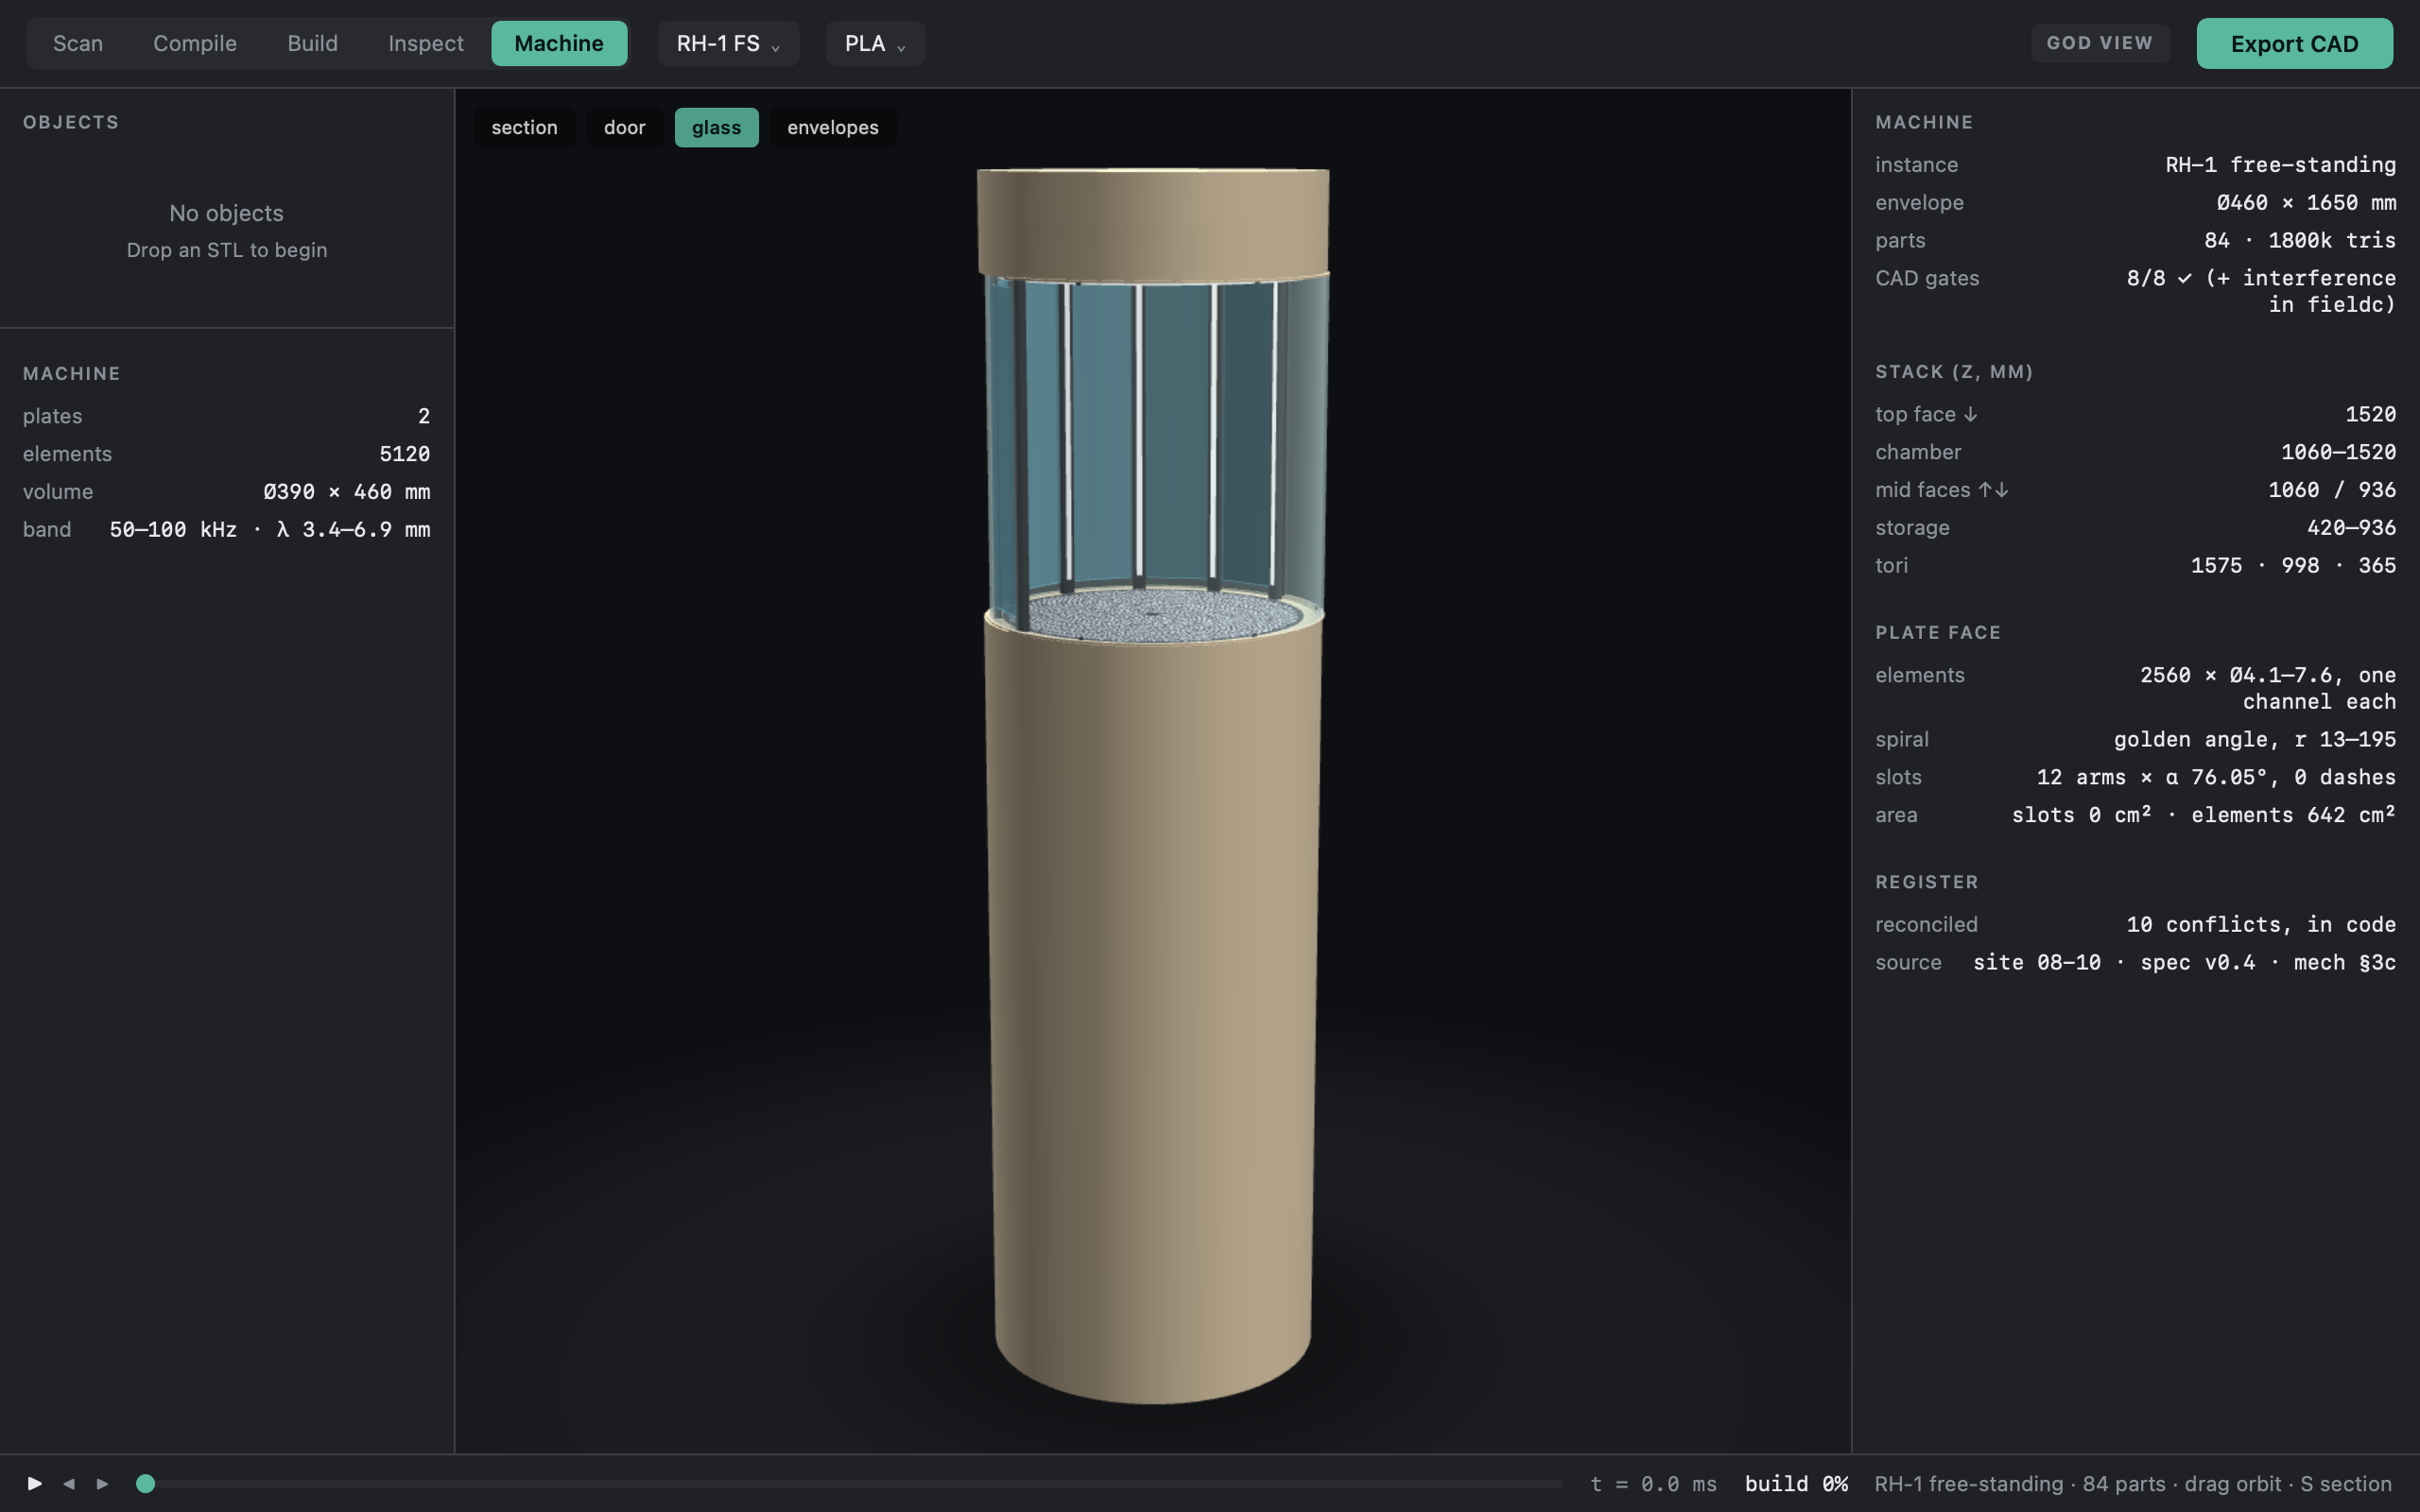 Scan Compile Build Inspect Machine RH-1 FS PLA GOD VIEW Export CAD
OBJECTS
No objects
Drop an STL to begin
MACHINE
plates 2
elements 5120
volume Ø390 × 460 mm
band 50–100 kHz · λ 3.4–6.9 mm
section door glass envelopes
MACHINE
instance RH-1 free-standing
envelope Ø460 × 1650 mm
parts 84 · 1800k tris
CAD gates 8/8 ✓ (+ interference
in fieldc)
STACK (Z, MM)
top face ↓ 1520
chamber 1060–1520
mid faces ↑↓ 1060 / 936
storage 420–936
tori 1575 · 998 · 365
PLATE FACE
elements 2560 × Ø4.1–7.6, one
channel each
spiral golden angle, r 13–195
slots 12 arms × α 76.05°, 0 dashes
area slots 0 cm² · elements 642 cm²
REGISTER
reconciled 10 conflicts, in code
source site 08–10 · spec v0.4 · mech §3c
t = 0.0 ms build 0% RH-1 free-standing · 84 parts · drag orbit · S section